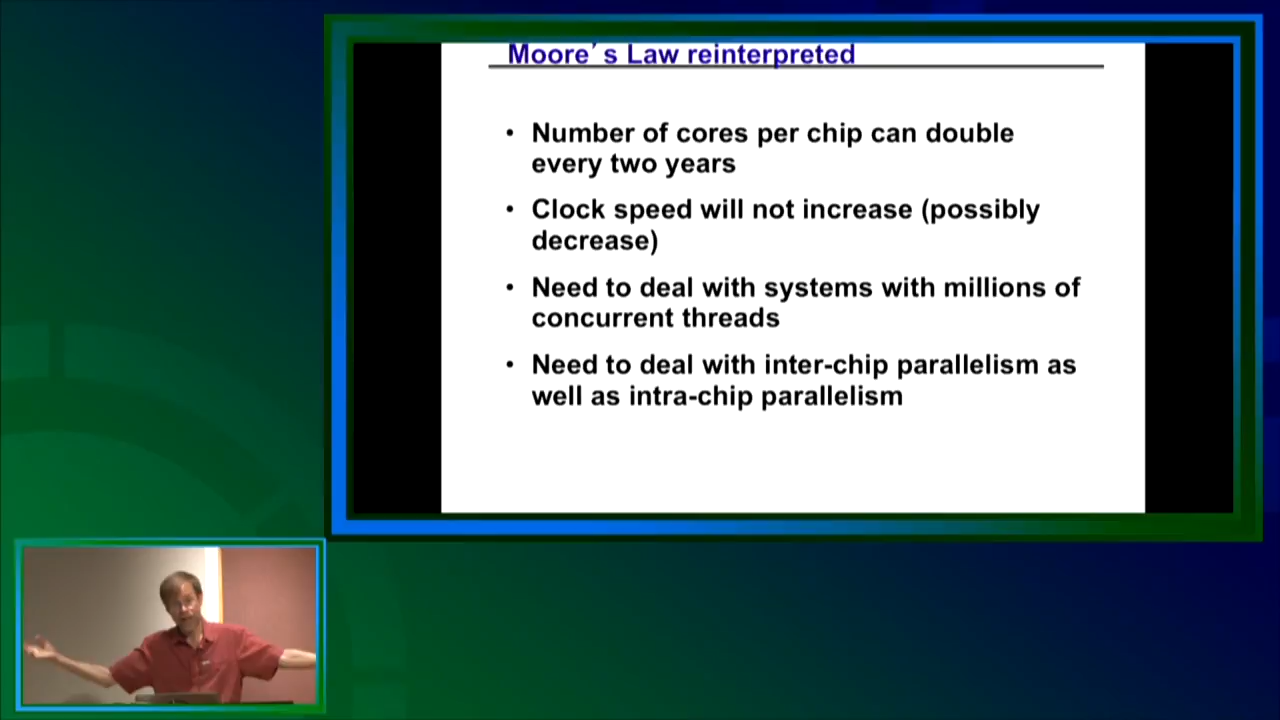 Moore's Law reinterpreted
• Number of cores per chip can double
every two years
• Clock speed will not increase (possibly
decrease)
• Need to deal with systems with millions of
concurrent threads
• Need to deal with inter-chip parallelism as
well as intra-chip parallelism